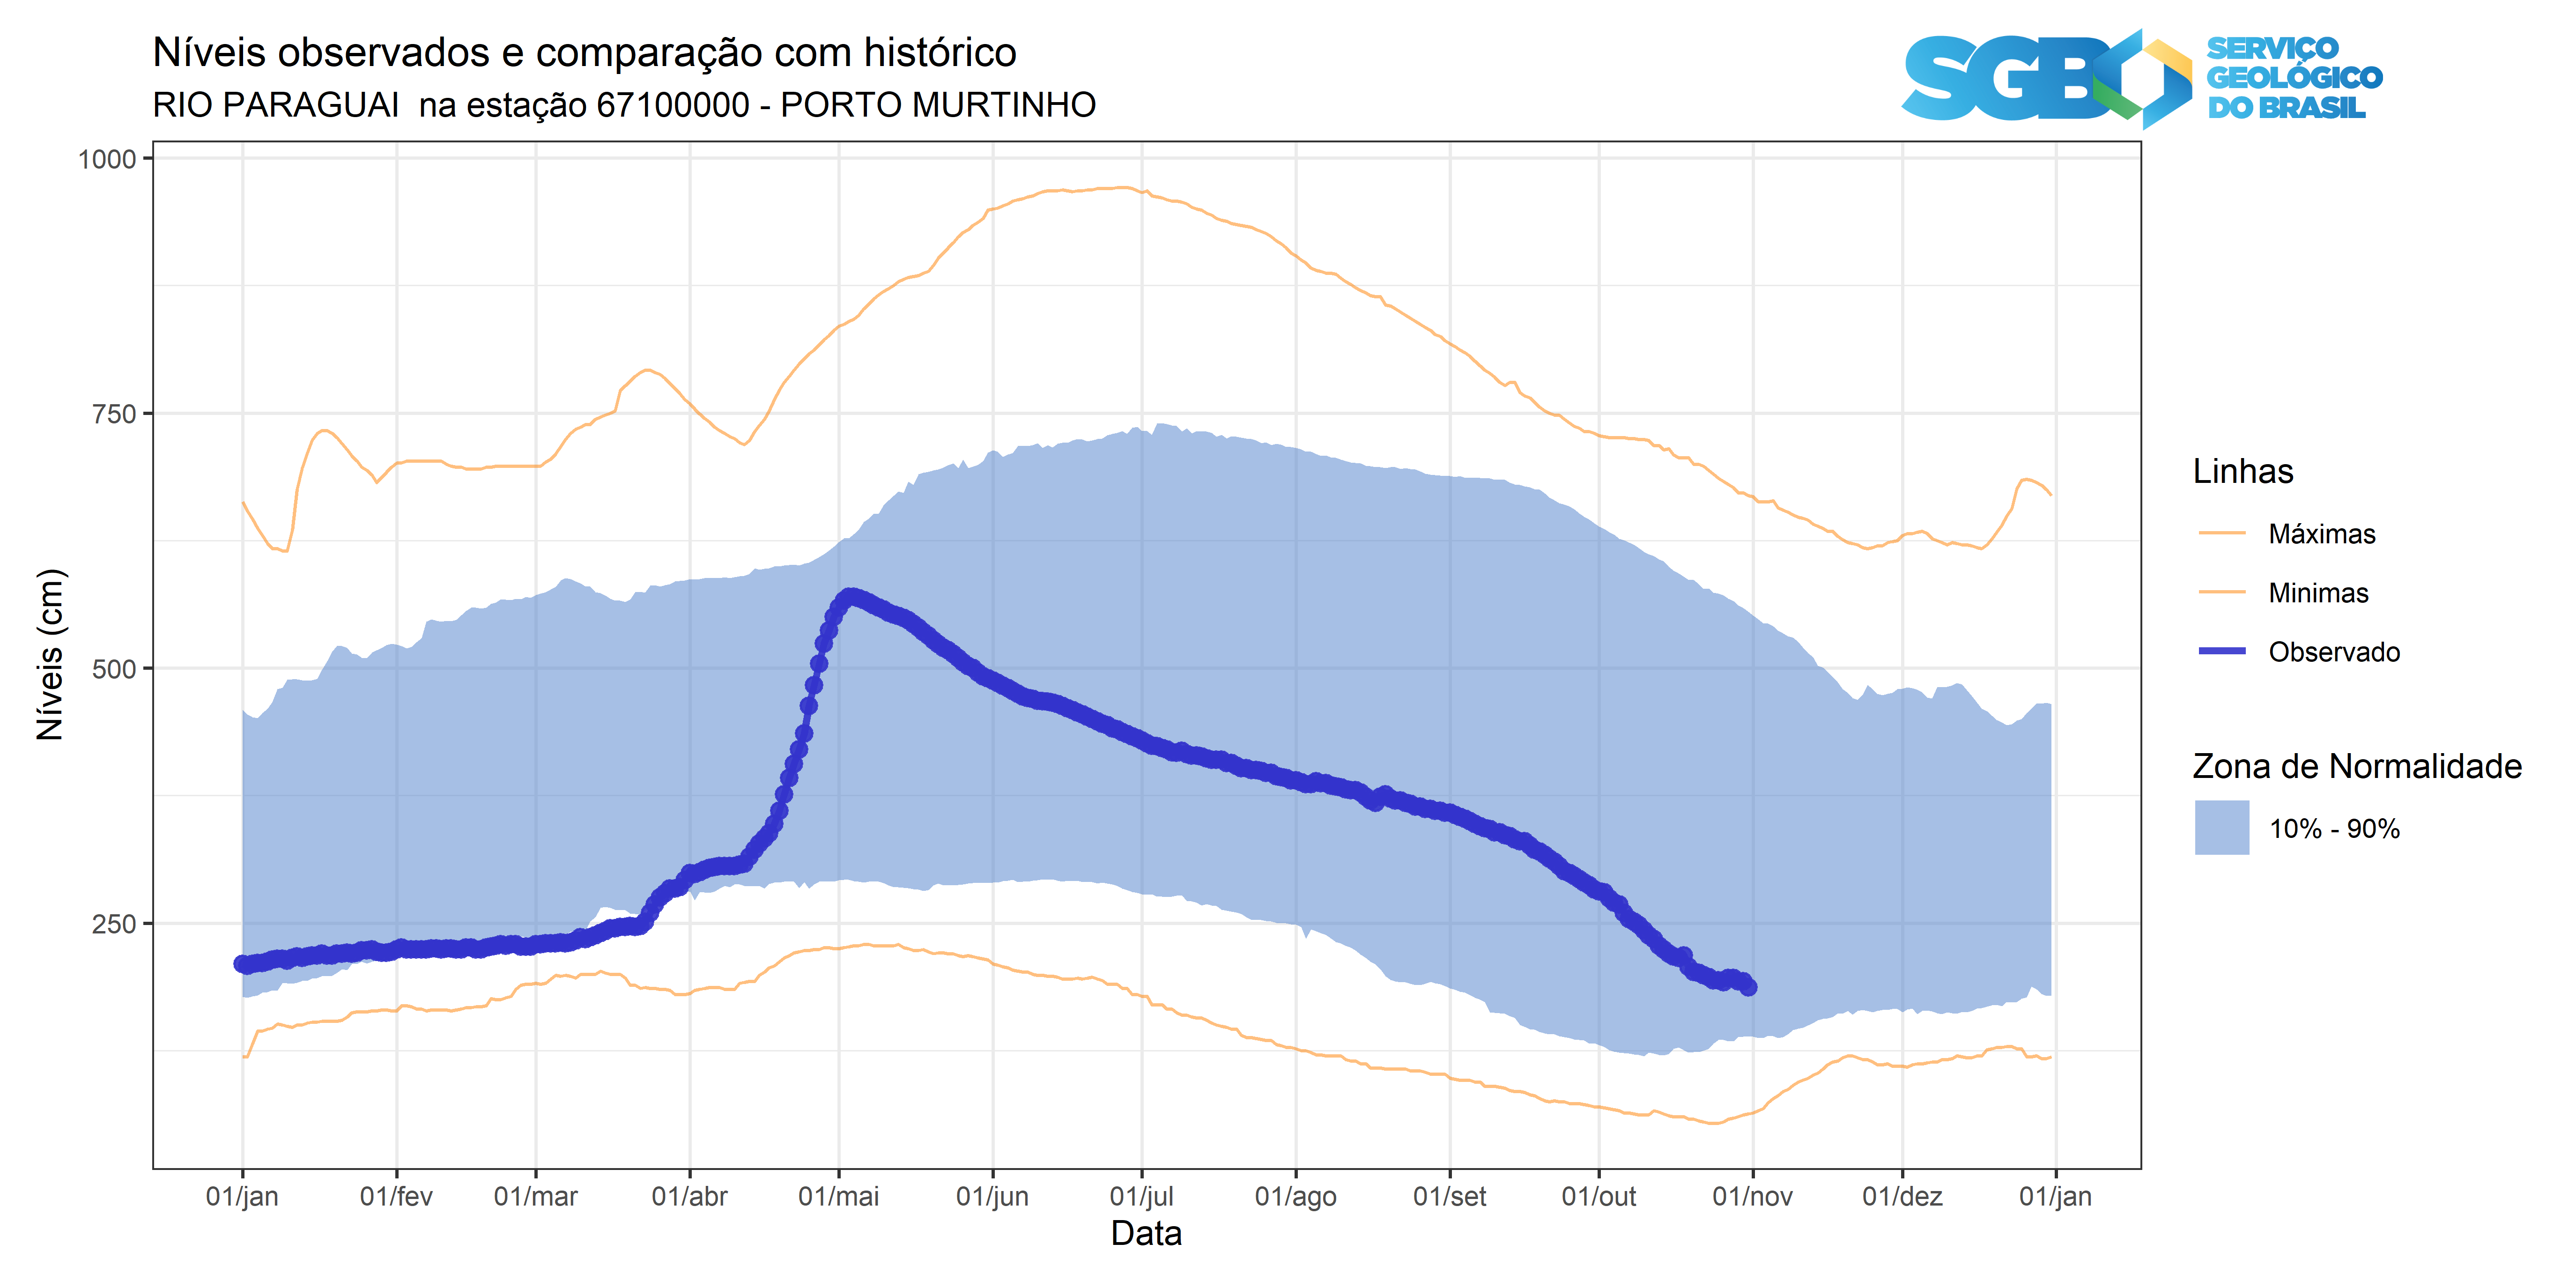 Níveis observados e comparação com histórico
RIO PARAGUAI  na estação 67100000 - PORTO MURTINHO
SGB
SERVIÇO
GEOLÓGICO
DO BRASIL
Níveis (cm)
1000
750
500
250
01/jan
01/fev
01/mar
01/abr
01/mai
01/jun
01/jul
01/ago
01/set
01/out
01/nov
01/dez
01/jan
Data
Linhas
Máximas
Minimas
Observado
Zona de Normalidade
10% - 90%